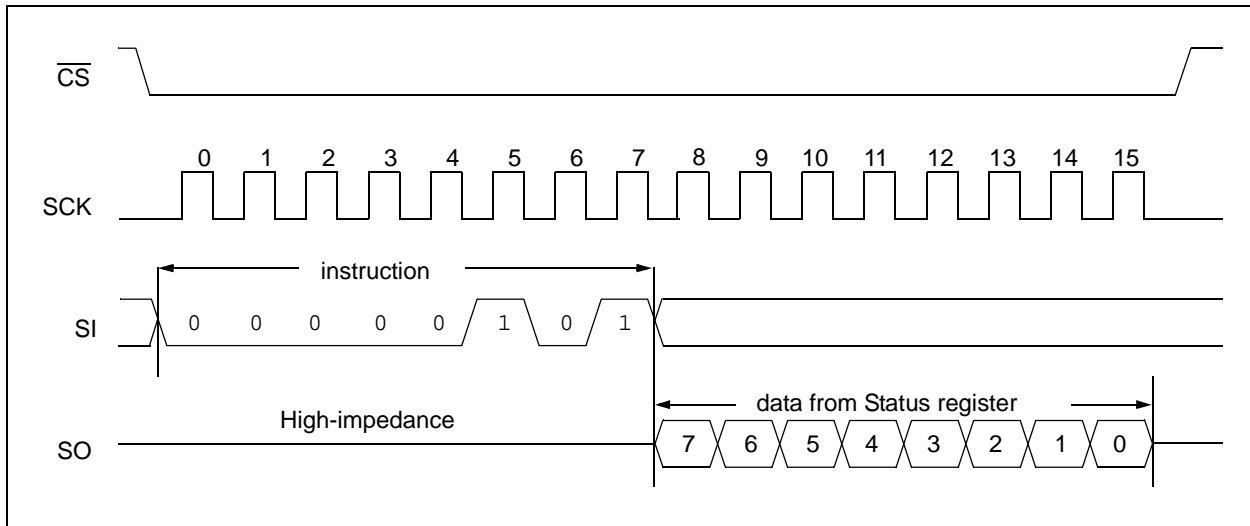 CS
0 1 2 3 4 5 6 7 8 9 10 11 12 13 14 15
SCK
instruction
SI 0 0 0 0 0 1 0 1
data from Status register
High-impedance
SO 7 6 5 4 3 2 1 0